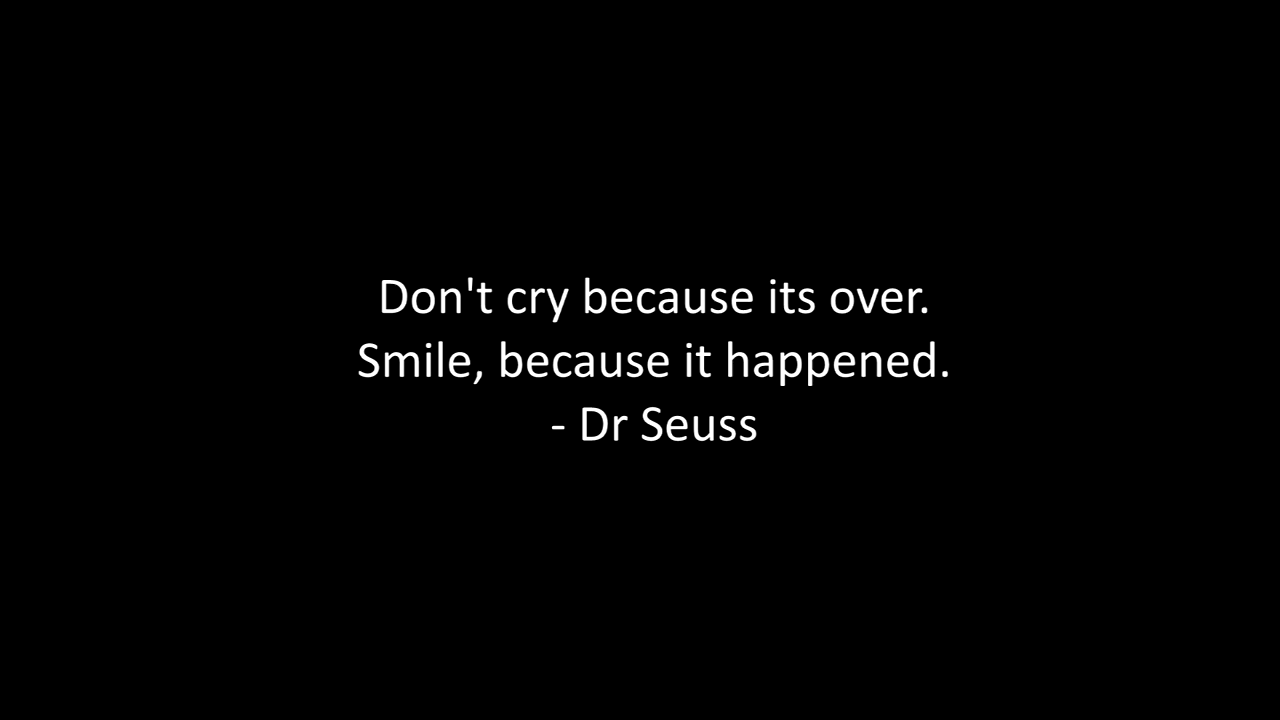 Don't cry because its over.
Smile, because it happened.
- Dr Seuss